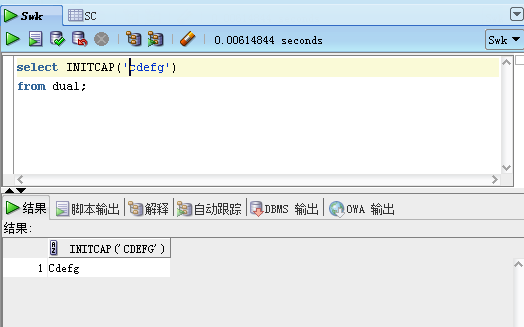 Swk SC
0.00614844 seconds Swk
select INITCAP('cdefg')
from dual;
结果 脚本输出 解释 自动跟踪 DBMS 输出 OWA 输出
结果:
INITCAP('CDEFG')
1 Cdefg